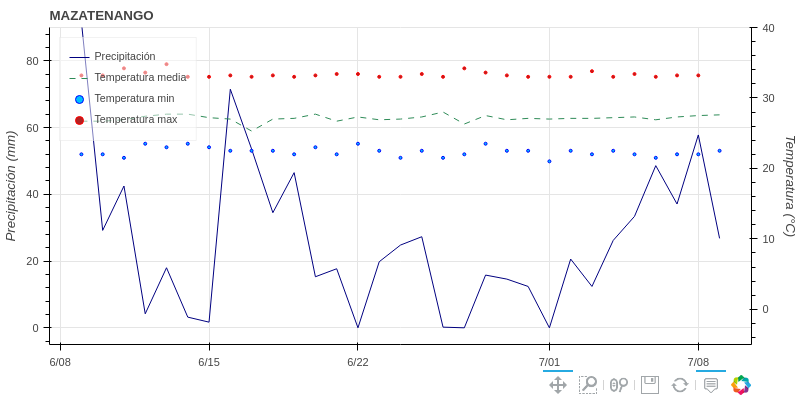 MAZATENANGO
Precipitación
Temperatura media
Temperatura min
Temperatura max
Precipitación (mm)
80
60
40
20
0
Temperatura (°C)
40
30
20
10
0
6/08
6/15
6/22
7/01
7/08